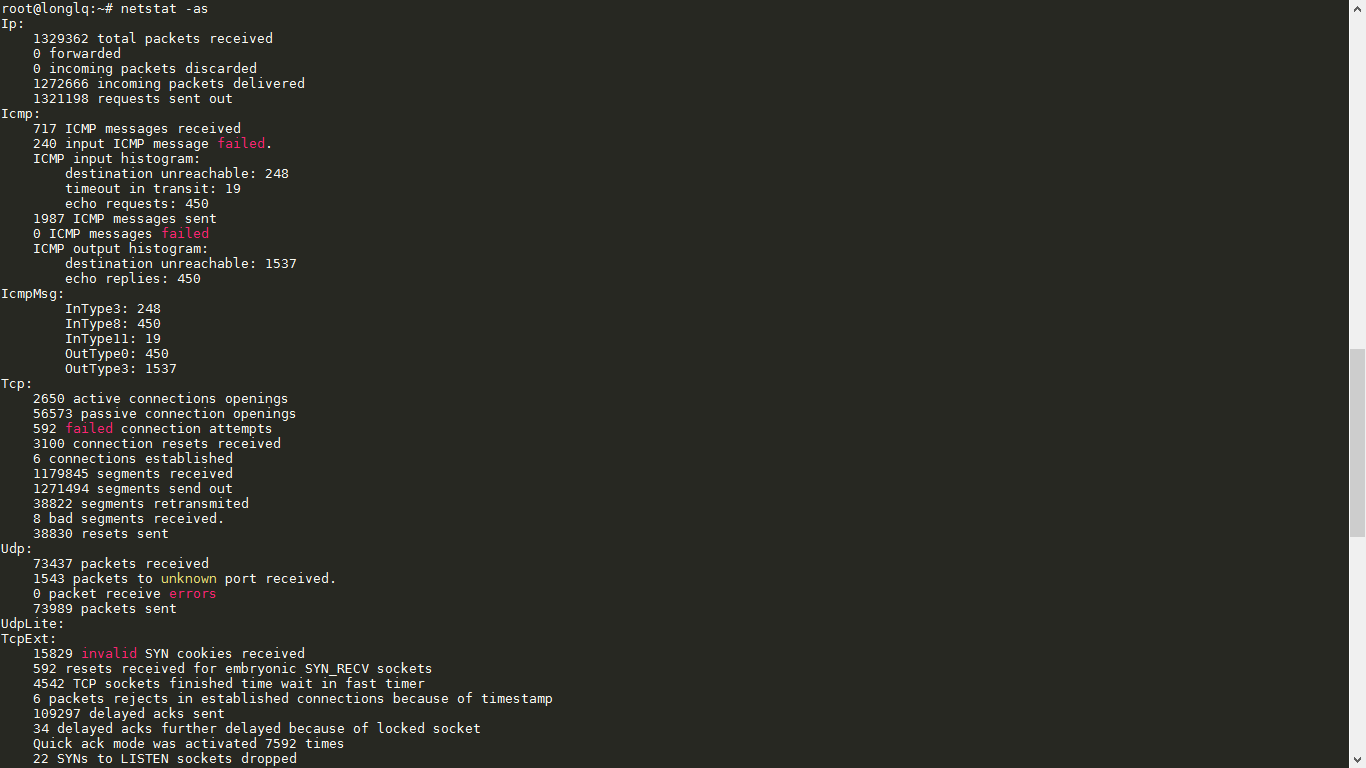 root@longlq:~# netstat -as
Ip:
    1329362 total packets received
    0 forwarded
    0 incoming packets discarded
    1272666 incoming packets delivered
    1321198 requests sent out
Icmp:
    717 ICMP messages received
    240 input ICMP message failed.
    ICMP input histogram:
        destination unreachable: 248
        timeout in transit: 19
        echo requests: 450
    1987 ICMP messages sent
    0 ICMP messages failed
    ICMP output histogram:
        destination unreachable: 1537
        echo replies: 450
IcmpMsg:
        InType3: 248
        InType8: 450
        InType11: 19
        OutType0: 450
        OutType3: 1537
Tcp:
    2650 active connections openings
    56573 passive connection openings
    592 failed connection attempts
    3100 connection resets received
    6 connections established
    1179845 segments received
    1271494 segments send out
    38822 segments retransmited
    8 bad segments received.
    38830 resets sent
Udp:
    73437 packets received
    1543 packets to unknown port received.
    0 packet receive errors
    73989 packets sent
UdpLite:
TcpExt:
    15829 invalid SYN cookies received
    592 resets received for embryonic SYN_RECV sockets
    4542 TCP sockets finished time wait in fast timer
    6 packets rejects in established connections because of timestamp
    109297 delayed acks sent
    34 delayed acks further delayed because of locked socket
    Quick ack mode was activated 7592 times
    22 SYNs to LISTEN sockets dropped